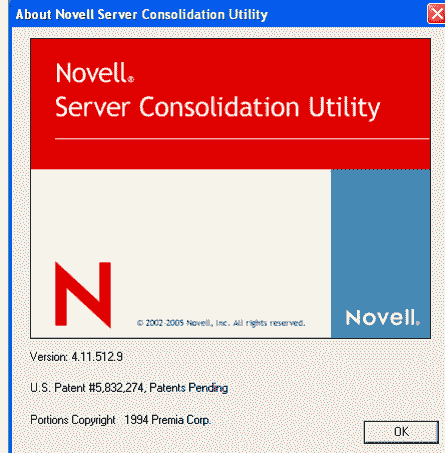 About Novell Server Consolidation Utility
Novell®
Server Consolidation Utility
N
© 2002-2005 Novell, Inc. All rights reserved.
Novell®
Version: 4.11.512.9
U.S. Patent #5,832,274, Patents Pending
Portions Copyright 1994 Premia Corp.
OK